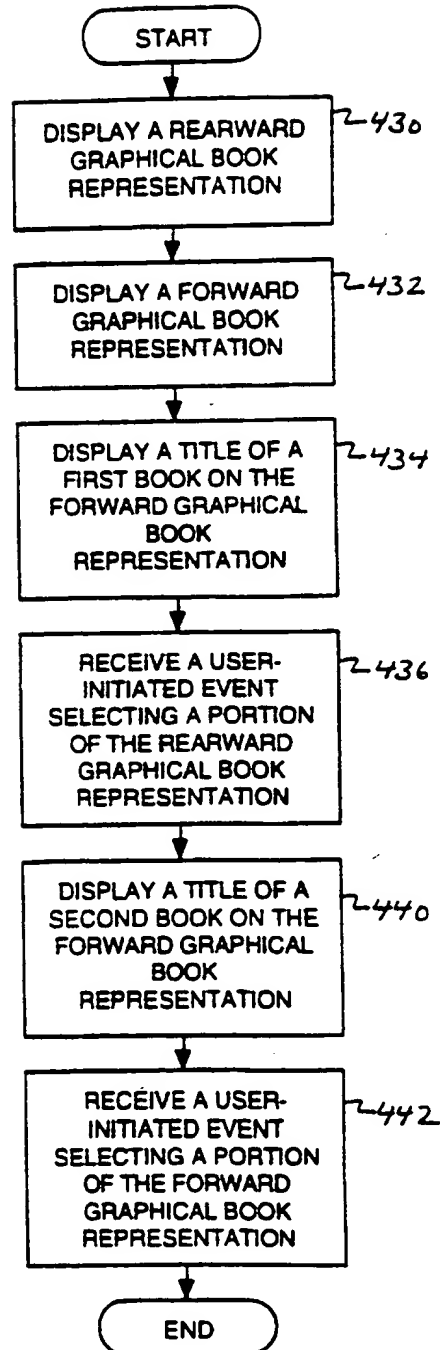 START
DISPLAY A REARWARD
430
GRAPHICAL BOOK
REPRESENTATION
DISPLAY A FORWARD
432
GRAPHICAL BOOK
REPRESENTATION
DISPLAY A TITLE OF A
434
FIRST BOOK ON THE
FORWARD GRAPHICAL
BOOK
REPRESENTATION
RECEIVE A USER-
436
INITIATED EVENT
SELECTING A PORTION
OF THE REARWARD
GRAPHICAL BOOK
REPRESENTATION
DISPLAY A TITLE OF A
440
SECOND BOOK ON THE
FORWARD GRAPHICAL
BOOK
REPRESENTATION
RECEIVE A USER-
442
INITIATED EVENT
SELECTING A PORTION
OF THE FORWARD
GRAPHICAL BOOK
REPRESENTATION
END